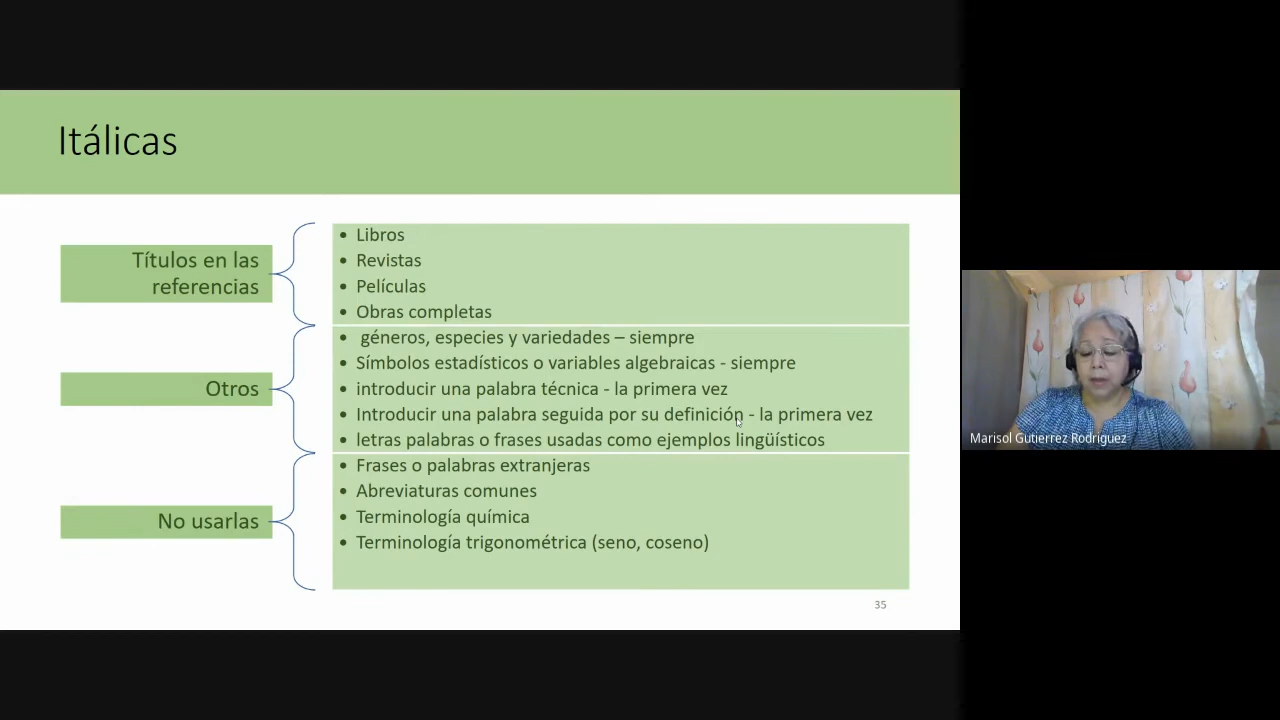 Itálicas
Títulos en las
referencias
• Libros
• Revistas
• Películas
• Obras completas
Otros
• géneros, especies y variedades – siempre
• Símbolos estadísticos o variables algebraicas - siempre
• introducir una palabra técnica - la primera vez
• Introducir una palabra seguida por su definición - la primera vez
• letras palabras o frases usadas como ejemplos lingüísticos
No usarlas
• Frases o palabras extranjeras
• Abreviaturas comunes
• Terminología química
• Terminología trigonométrica (seno, coseno)
35
Marisol Gutierrez Rodriguez